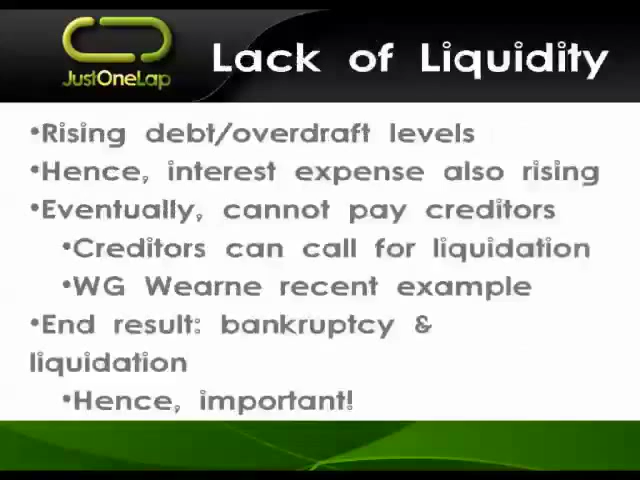 JustOneLap
Lack of Liquidity
•Rising debt/overdraft levels
•Hence, interest expense also rising
•Eventually, cannot pay creditors
•Creditors can call for liquidation
•WG Wearne recent example
•End result: bankruptcy &
liquidation
•Hence, important!